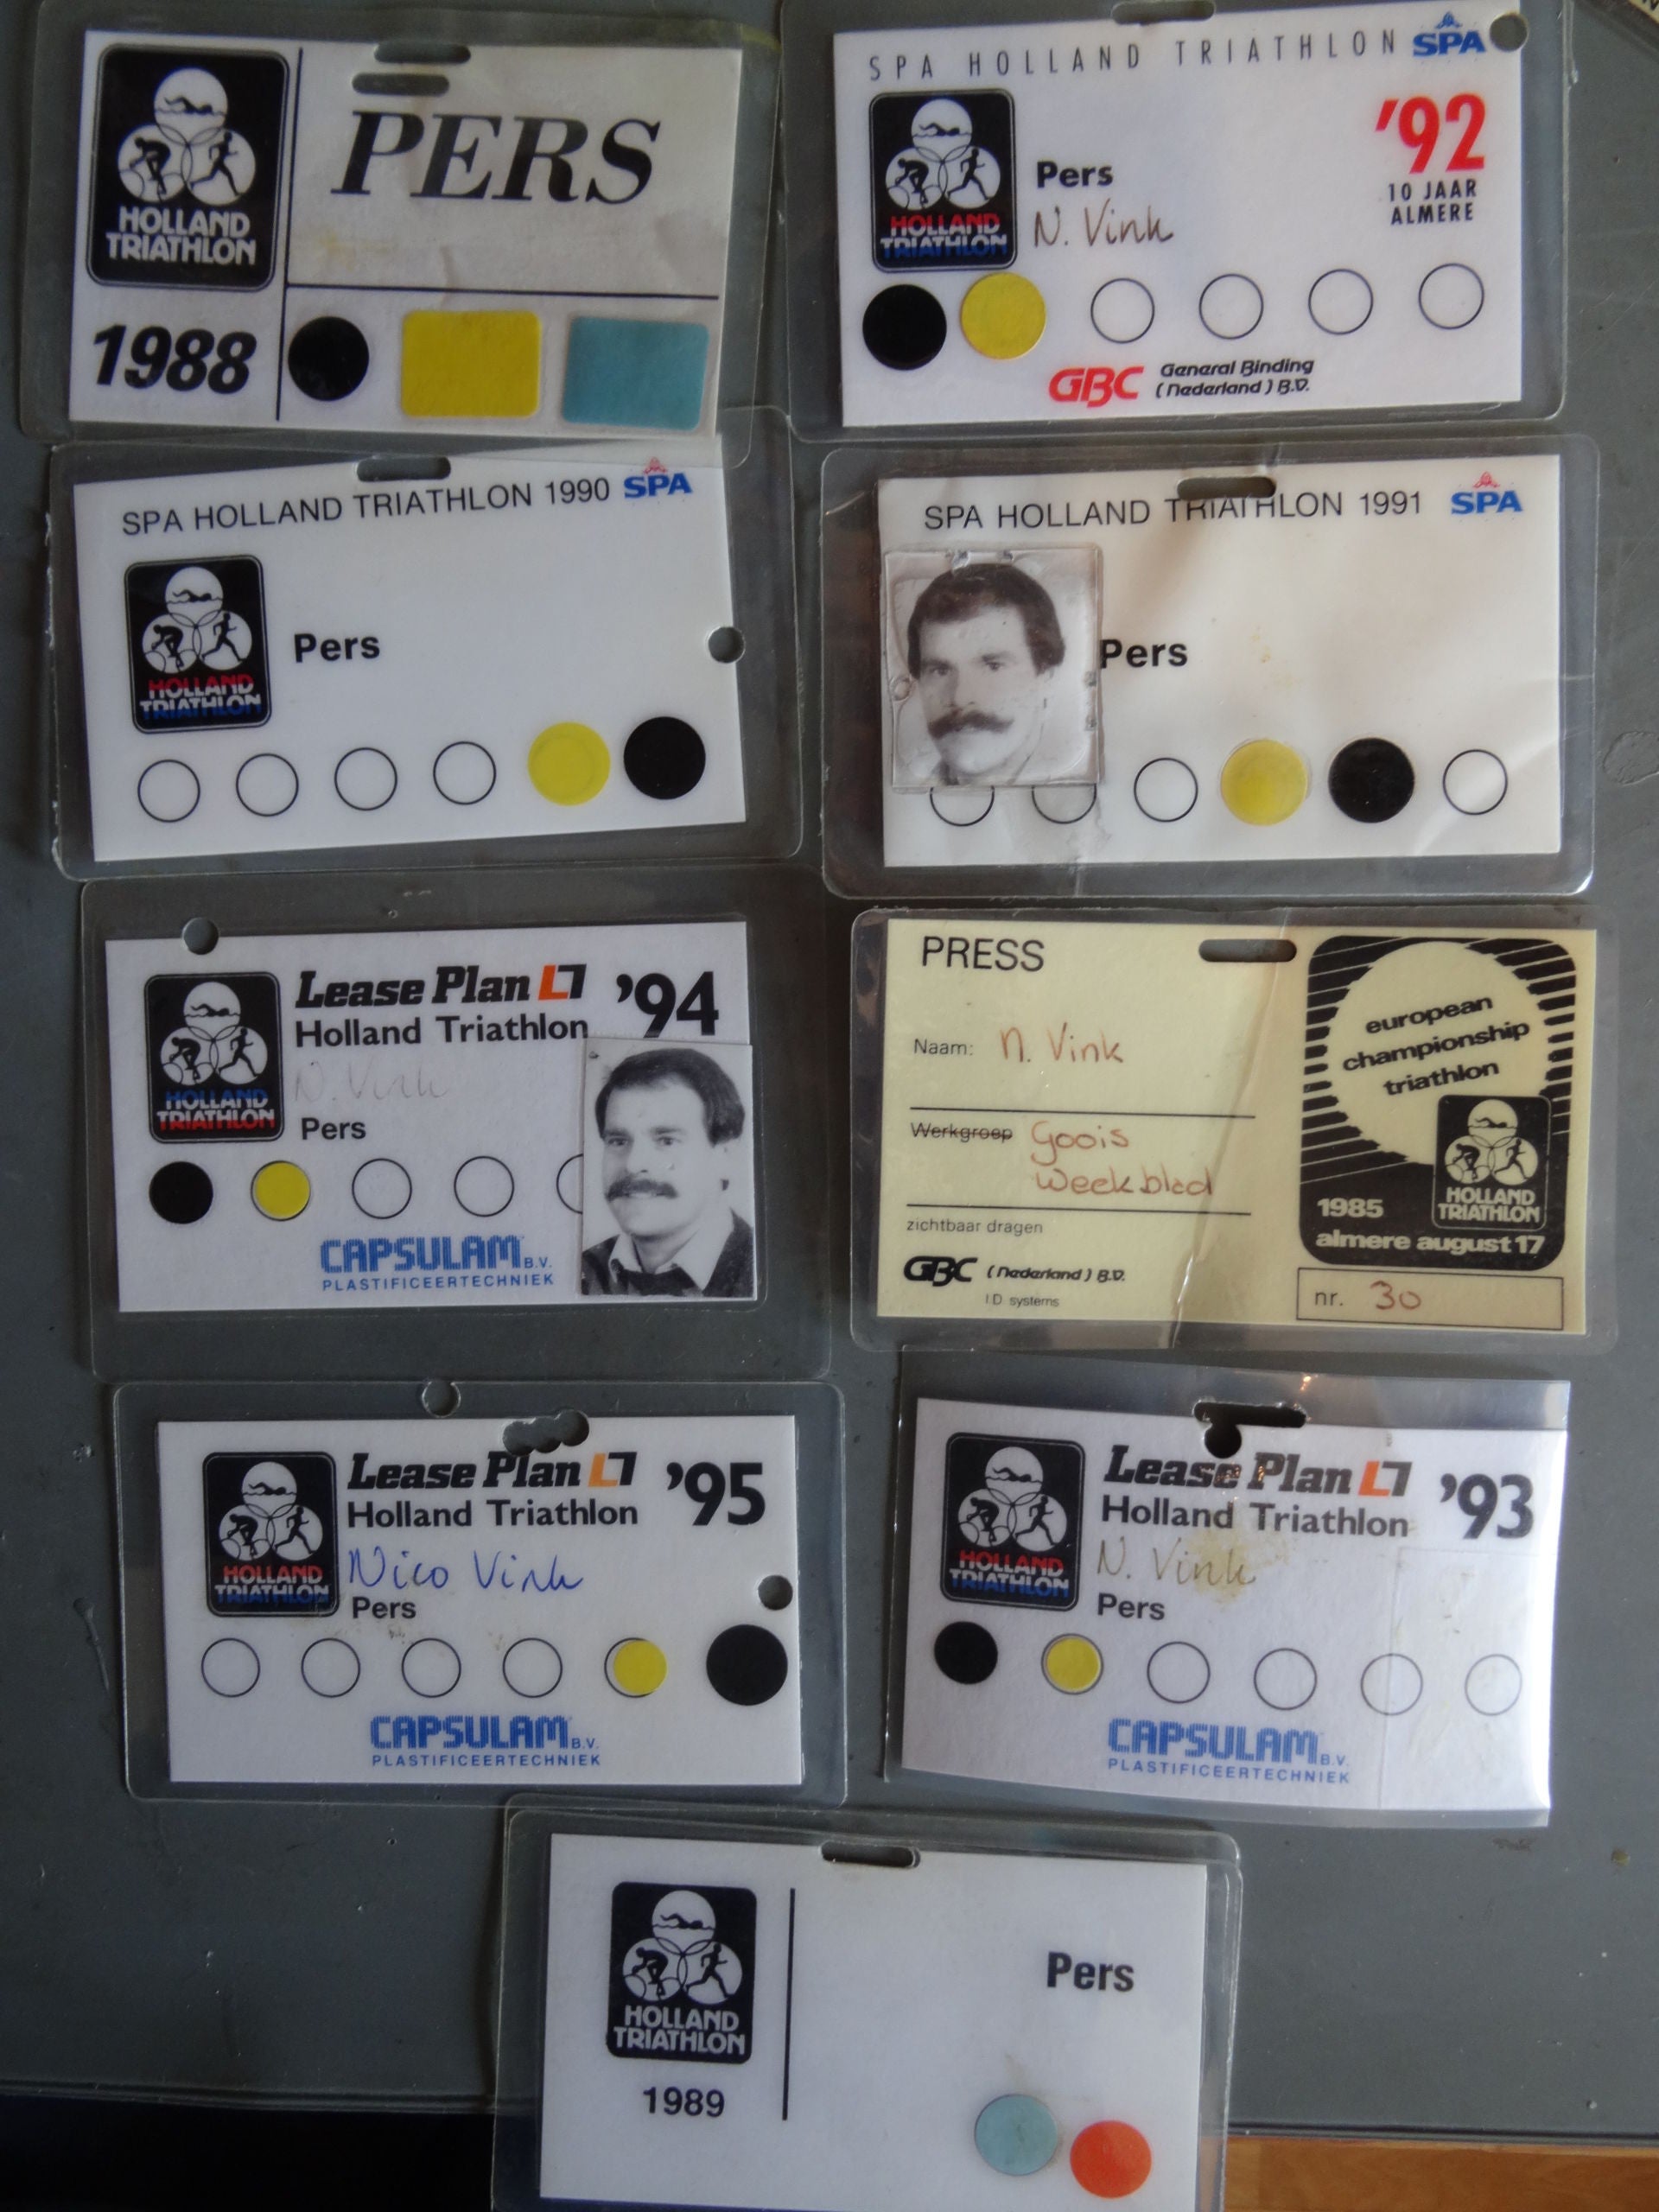 HOLLAND
TRIATHLON
PERS
1988
SPA HOLLAND TRIATHLON SPA
'92
10 JAAR
ALMERE
HOLLAND
TRIATHLON
Pers
N. Vink
GBC General Binding
(Nederland) B.V.
SPA HOLLAND TRIATHLON 1990 SPA
HOLLAND
TRIATHLON
Pers
SPA HOLLAND TRIATHLON 1991 SPA
Pers
Lease Plan '94
Holland Triathlon
N. Vink
HOLLAND
TRIATHLON
Pers
CAPSULAM B.V.
PLASTIFICEERTECHNIEK
PRESS
Naam: N. Vink
Werkgroep Goois
Weekblad
zichtbaar dragen
GBC (Nederland) B.V.
I.D. systems
european
championship
triathlon
HOLLAND
TRIATHLON
1985
almere august 17
nr. 30
Lease Plan '95
Holland Triathlon
Nico Vink
HOLLAND
TRIATHLON
Pers
CAPSULAM B.V.
PLASTIFICEERTECHNIEK
Lease Plan '93
Holland Triathlon
N. Vink
HOLLAND
TRIATHLON
Pers
CAPSULAM B.V.
PLASTIFICEERTECHNIEK
HOLLAND
TRIATHLON
1989
Pers